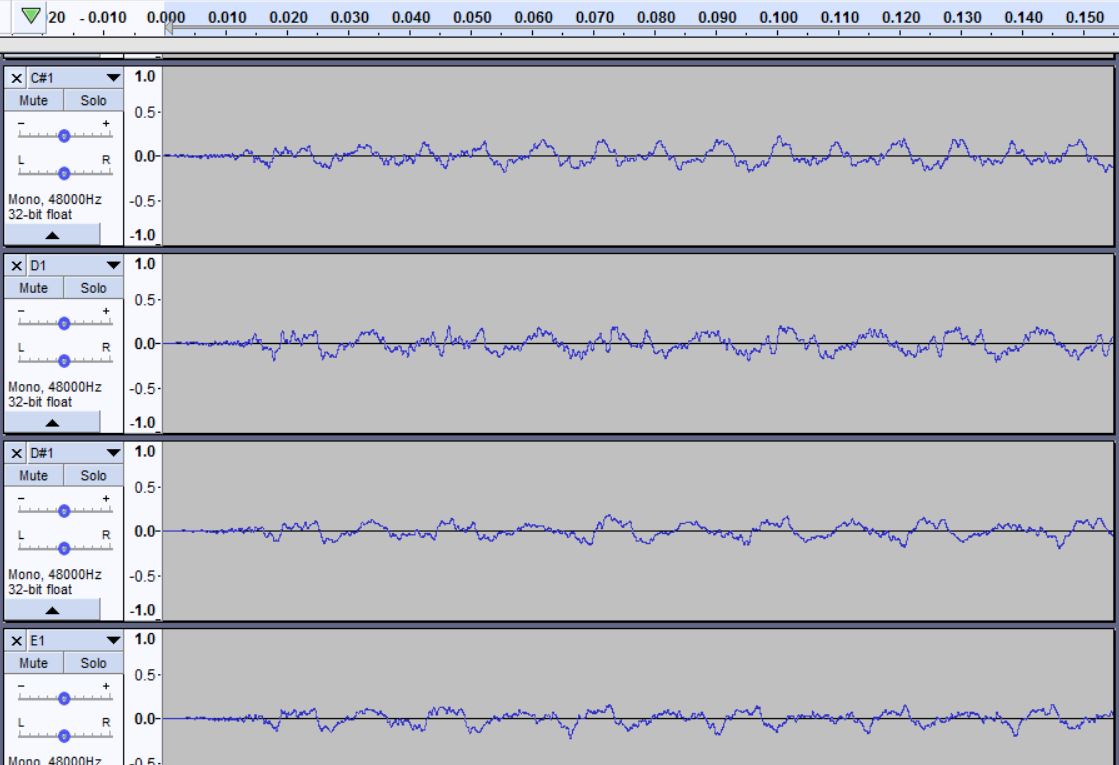 20 - 0.010 0.000 0.010 0.020 0.030 0.040 0.050 0.060 0.070 0.080 0.090 0.100 0.110 0.120 0.130 0.140 0.150
× C#1
Mute Solo
- +
L R
Mono, 48000Hz
32-bit float
1.0
0.5
0.0
-0.5
-1.0
× D1
Mute Solo
- +
L R
Mono, 48000Hz
32-bit float
1.0
0.5
0.0
-0.5
-1.0
× D#1
Mute Solo
- +
L R
Mono, 48000Hz
32-bit float
1.0
0.5
0.0
-0.5
-1.0
× E1
Mute Solo
- +
L R
Mono, 48000Hz
1.0
0.5
0.0
-0.5